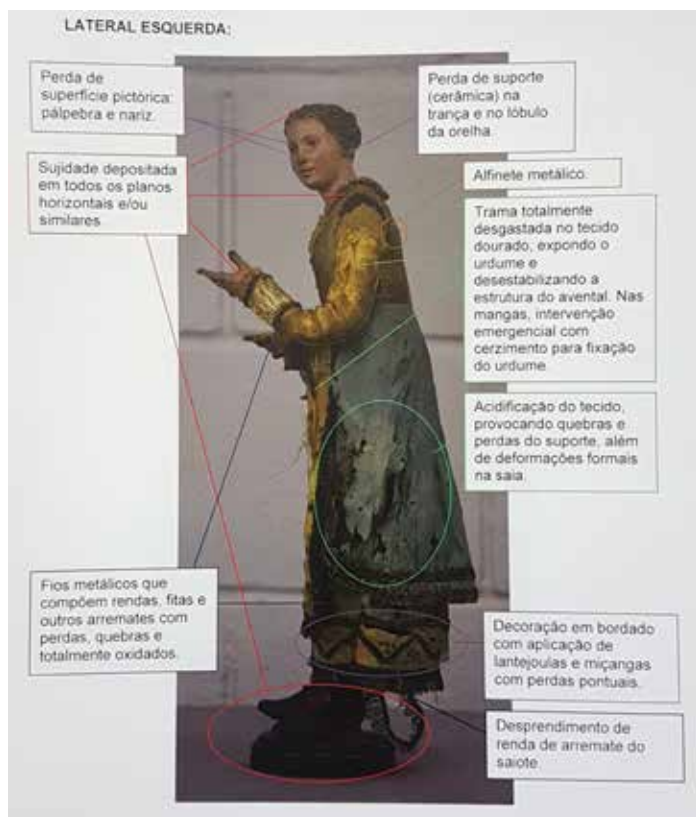 LATERAL ESQUERDA:
Perda de
superfície pictórica:
pálpebra e nariz.
Perda de suporte
(cerâmica) na
trança e no lóbulo
da orelha.
Sujidade depositada
em todos os planos
horizontais e/ou
similares
Alfinete metálico.
Trama totalmente
desgastada no tecido
dourado, expondo o
urdume e
desestabilizando a
estrutura do avental. Nas
mangas, intervenção
emergencial com
cerzimento para fixação
do urdume.
Acidificação do tecido,
provocando quebras e
perdas do suporte, além
de deformações formais
na saia.
Fios metálicos que
compõem rendas, fitas e
outros arremates com
perdas, quebras e
totalmente oxidados.
Decoração em bordado
com aplicação de
lantejoulas e miçangas
com perdas pontuais.
Desprendimento de
renda de arremate do
saiote.